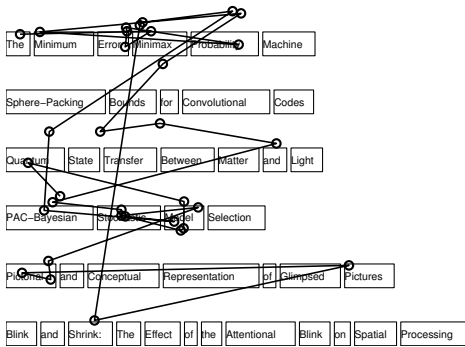 The Minimum Error Minimax Probability Machine
Sphere-Packing Bounds for Convolutional Codes
Quantum State Transfer Between Matter and Light
PAC-Bayesian Stochastic Model Selection
Pictorial and Conceptual Representation of Glimpsed Pictures
Blink and Shrink: The Effect of the Attentional Blink on Spatial Processing